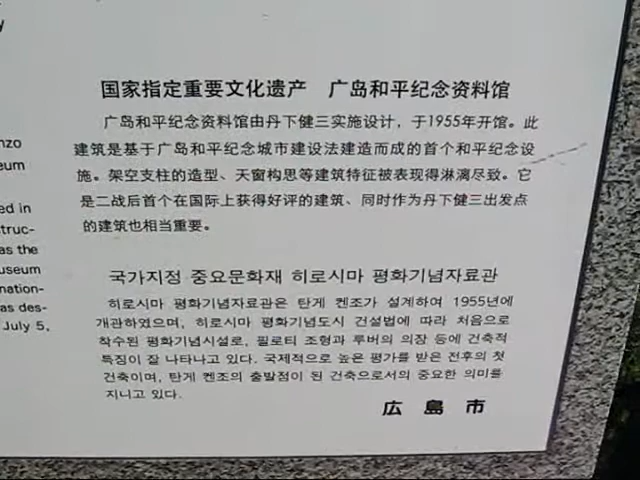 y
nzo
eum
ed in
truc-
as the
useum
nation-
as des-
July 5,
国家指定重要文化遗产 广岛和平纪念资料馆
广岛和平纪念资料馆由丹下健三实施设计，于1955年开馆。此
建筑是基于广岛和平纪念城市建设法建造而成的首个和平纪念设
施。架空支柱的造型、天窗构思等建筑特征被表现得淋漓尽致。它
是二战后首个在国际上获得好评的建筑、同时作为丹下健三出发点
的建筑也相当重要。
국가지정 중요문화재 히로시마 평화기념자료관
히로시마 평화기념자료관은 탄게 켄조가 설계하여 1955년에
개관하였으며, 히로시마 평화기념도시 건설법에 따라 처음으로
착수된 평화기념시설로, 필로티 조형과 루버의 의장 등에 건축적
특징이 잘 나타나고 있다. 국제적으로 높은 평가를 받은 전후의 첫
건축이며, 탄게 켄조의 출발점이 된 건축으로서의 중요한 의미를
지니고 있다.
広島市